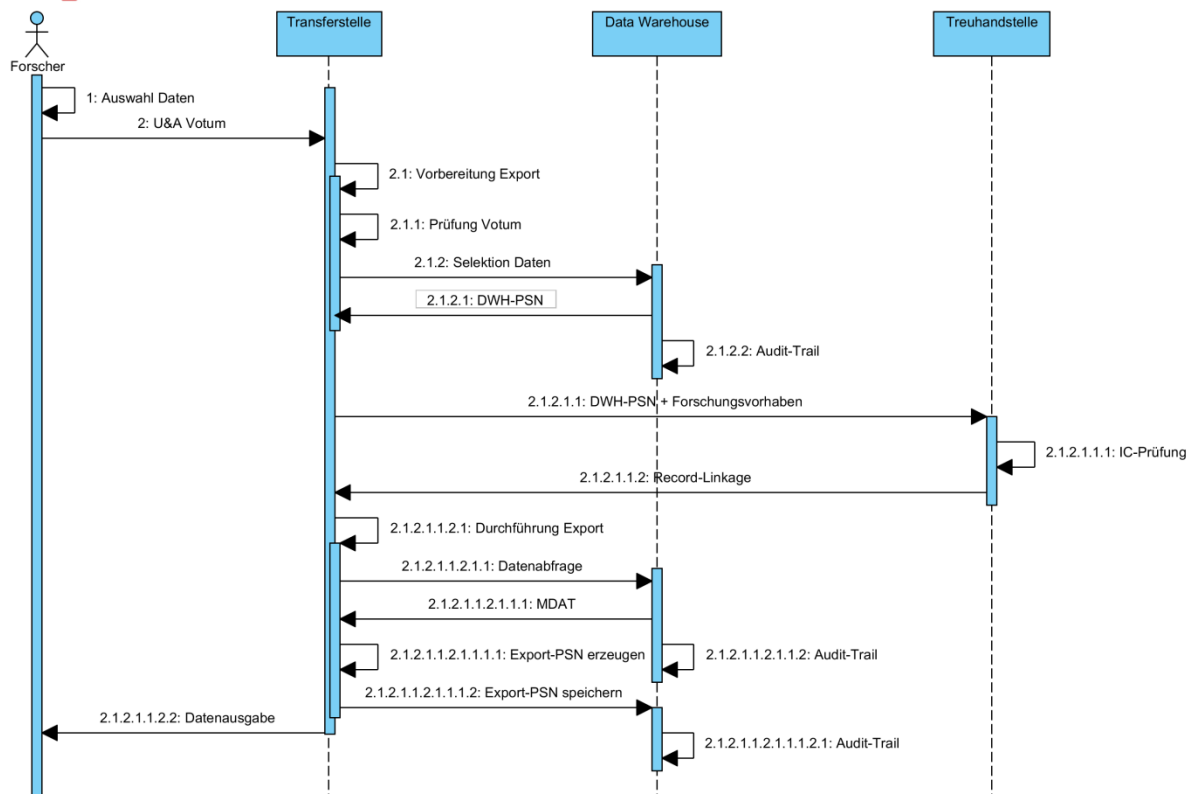 Transferstelle
Data Warehouse
Treuhandstelle
Forscher
1: Auswahl Daten
2: U&A Votum
2.1: Vorbereitung Export
2.1.1: Prüfung Votum
2.1.2: Selektion Daten
2.1.2.1: DWH-PSN
2.1.2.2: Audit-Trail
2.1.2.1.1: DWH-PSN + Forschungsvorhaben
2.1.2.1.1.1: IC-Prüfung
2.1.2.1.1.2: Record-Linkage
2.1.2.1.1.2.1: Durchführung Export
2.1.2.1.1.2.1.1: Datenabfrage
2.1.2.1.1.2.1.1.1: MDAT
2.1.2.1.1.2.1.1.1.1: Export-PSN erzeugen
2.1.2.1.1.2.1.1.2: Audit-Trail
2.1.2.1.1.2.1.1.1.2: Export-PSN speichern
2.1.2.1.1.2.2: Datenausgabe
2.1.2.1.1.2.1.1.1.2.1: Audit-Trail